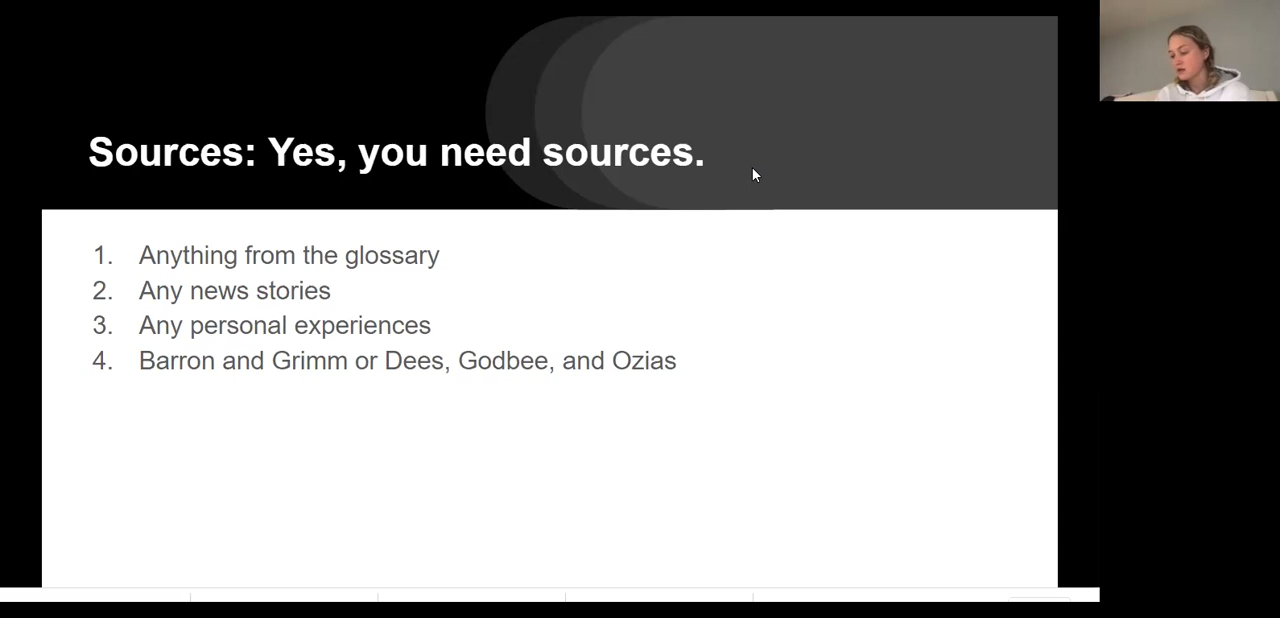 Sources: Yes, you need sources.
1. Anything from the glossary
2. Any news stories
3. Any personal experiences
4. Barron and Grimm or Dees, Godbee, and Ozias